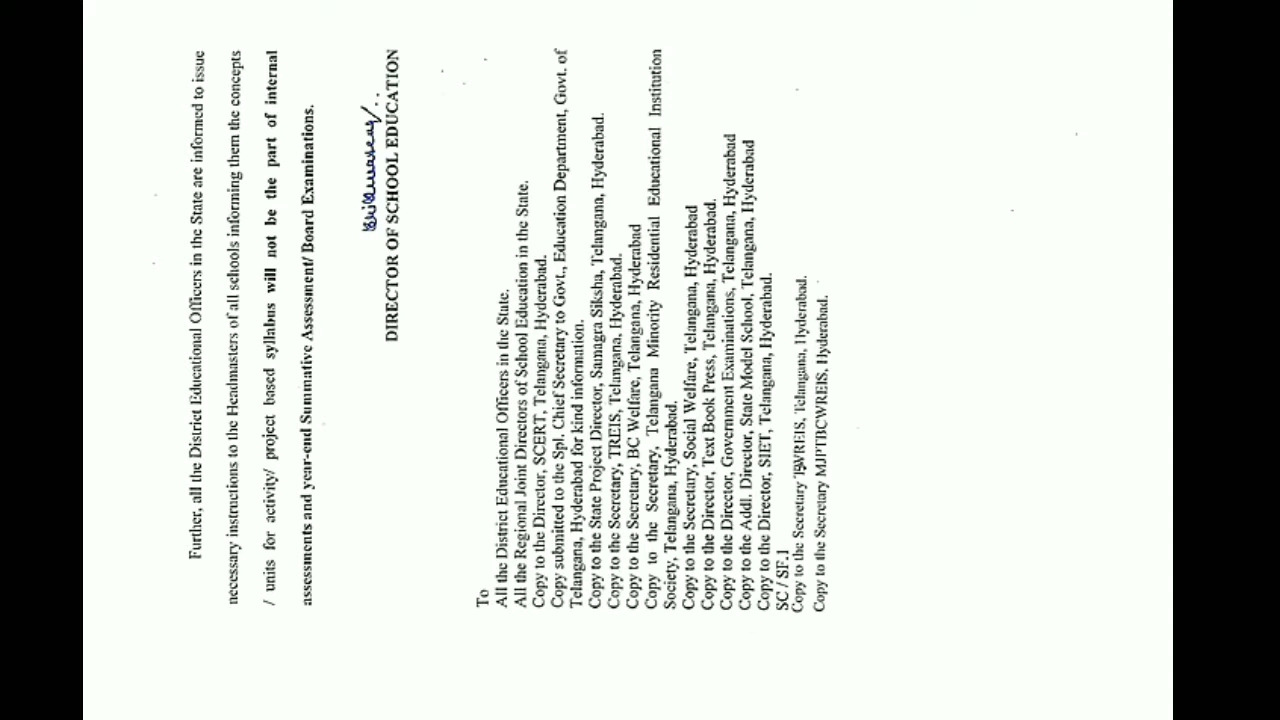 Further, all the District Educational Officers in the State are informed to issue
necessary instructions to the Headmasters of all schools informing them the concepts
/ units for activity/ project based syllabus will not be the part of internal
assessments and year-end Summative Assessment/ Board Examinations.
DIRECTOR OF SCHOOL EDUCATION
To
All the District Educational Officers in the State.
All the Regional Joint Directors of School Education in the State.
Copy to the Director, SCERT, Telangana, Hyderabad.
Copy submitted to the Spl. Chief Secretary to Govt., Education Department, Govt. of
Telangana, Hyderabad for kind information.
Copy to the State Project Director, Samagra Siksha, Telangana, Hyderabad.
Copy to the Secretary, TREIS, Telangana, Hyderabad.
Copy to the Secretary, BC Welfare, Telangana, Hyderabad
Copy to the Secretary, Telangana Minority Residential Educational Institution
Society, Telangana, Hyderabad.
Copy to the Secretary, Social Welfare, Telangana, Hyderabad
Copy to the Director, Text Book Press, Telangana, Hyderabad.
Copy to the Director, Government Examinations, Telangana, Hyderabad
Copy to the Addl. Director, State Model School, Telangana, Hyderabad
Copy to the Director, SIET, Telangana, Hyderabad.
SC / SF.]
Copy to the Secretary TSWREIS, Telangana, Hyderabad.
Copy to the Secretary MJPTBCWREIS, Hyderabad.